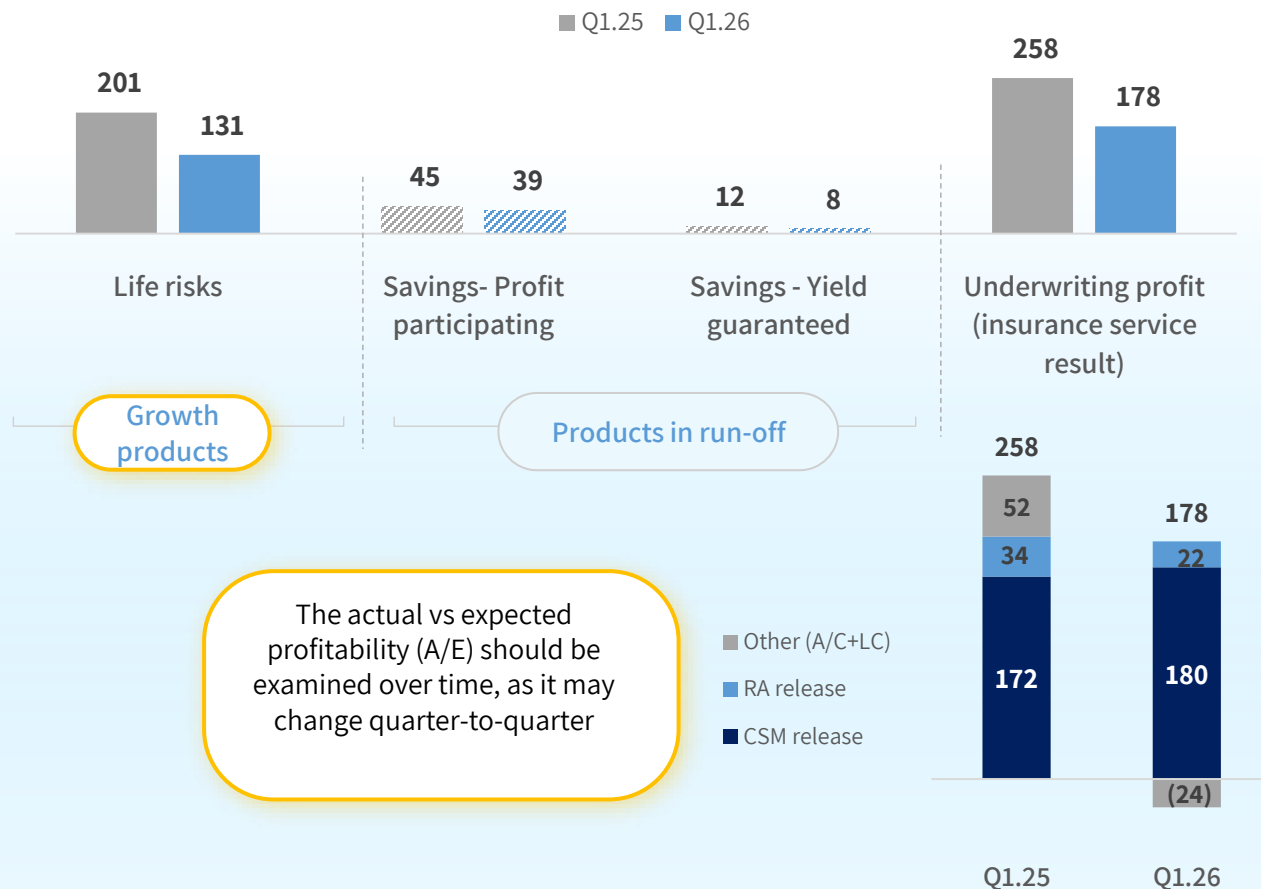 Q1.25 Q1.26
201
131
45
39
12
8
258
178
Life risks
Savings- Profit
participating
Savings - Yield
guaranteed
Underwriting profit
(insurance service
result)
Growth
products
Products in run-off
The actual vs expected
profitability (A/E) should be
examined over time, as it may
change quarter-to-quarter
Other (A/C+LC)
RA release
CSM release
258
52
34
172
178
22
180
(24)
Q1.25
Q1.26